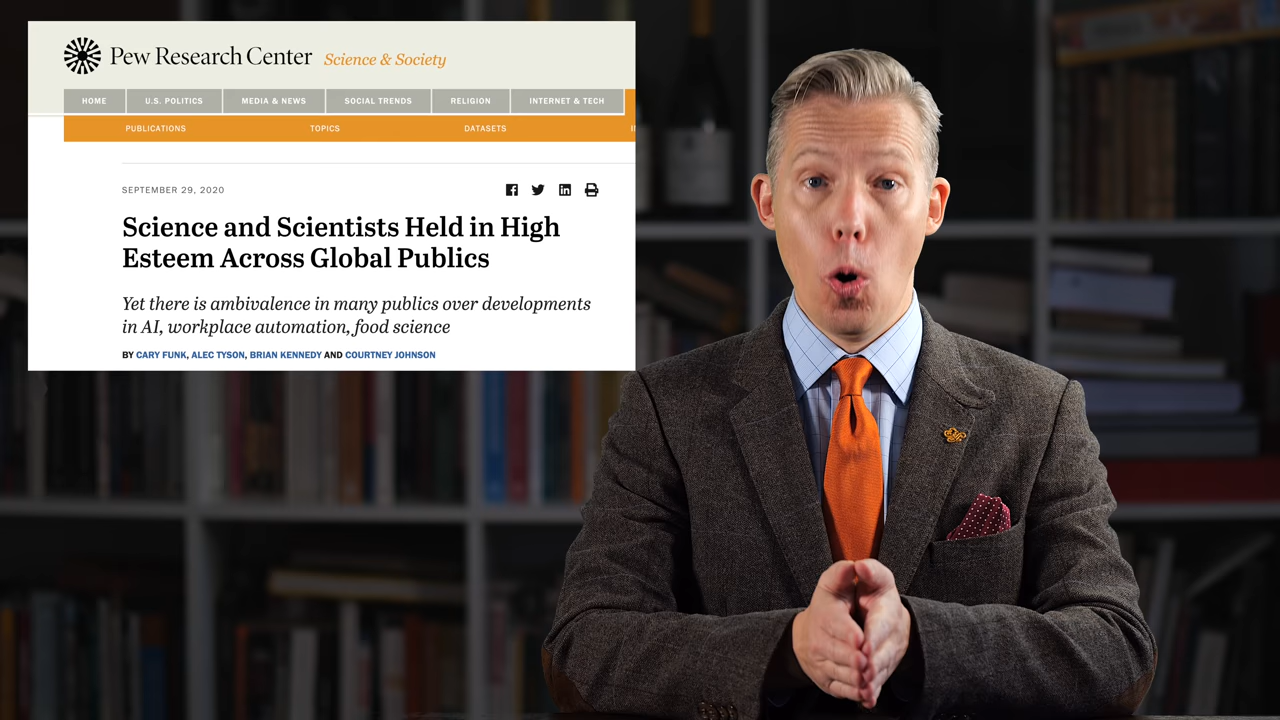 Pew Research Center Science & Society
HOME U.S. POLITICS MEDIA & NEWS SOCIAL TRENDS RELIGION INTERNET & TECH
PUBLICATIONS TOPICS DATASETS
SEPTEMBER 29, 2020
Science and Scientists Held in High
Esteem Across Global Publics
Yet there is ambivalence in many publics over developments
in AI, workplace automation, food science
BY CARY FUNK, ALEC TYSON, BRIAN KENNEDY AND COURTNEY JOHNSON